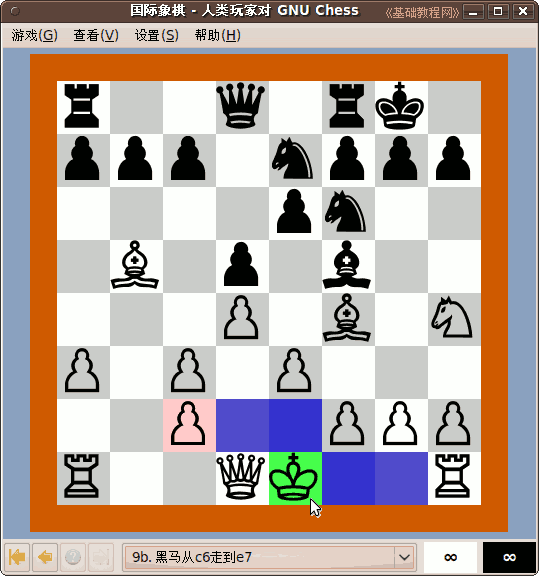 国际象棋 - 人类玩家对 GNU Chess
《基础教程网》
游戏(G) 查看(V) 设置(S) 帮助(H)
9b. 黑马从c6走到e7
∞ ∞